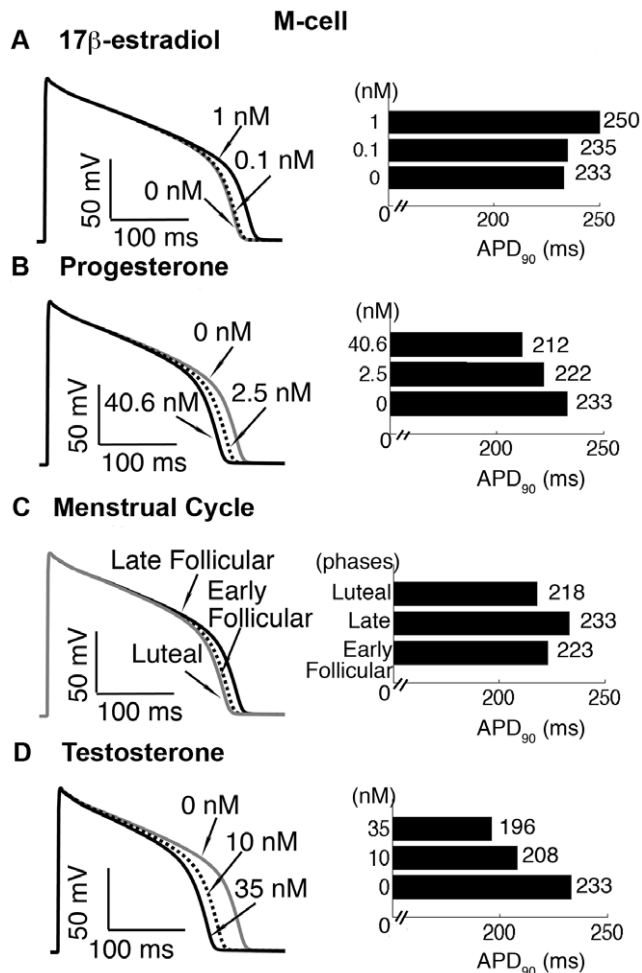 M-cell
A 17β-estradiol
1 nM
0.1 nM
0 nM
50 mV
100 ms
(nM)
1 250
0.1 235
0 233
0 200 250
APD90 (ms)
B Progesterone
0 nM
2.5 nM
40.6 nM
50 mV
100 ms
(nM)
40.6 212
2.5 222
0 233
0 200 250
APD90 (ms)
C Menstrual Cycle
Late Follicular
Early
Follicular
Luteal
50 mV
100 ms
(phases)
Luteal 218
Late 233
Early 223
Follicular
0 200 250
APD90 (ms)
D Testosterone
0 nM
10 nM
35 nM
50 mV
100 ms
(nM)
35 196
10 208
0 233
0 200 250
APD90 (ms)